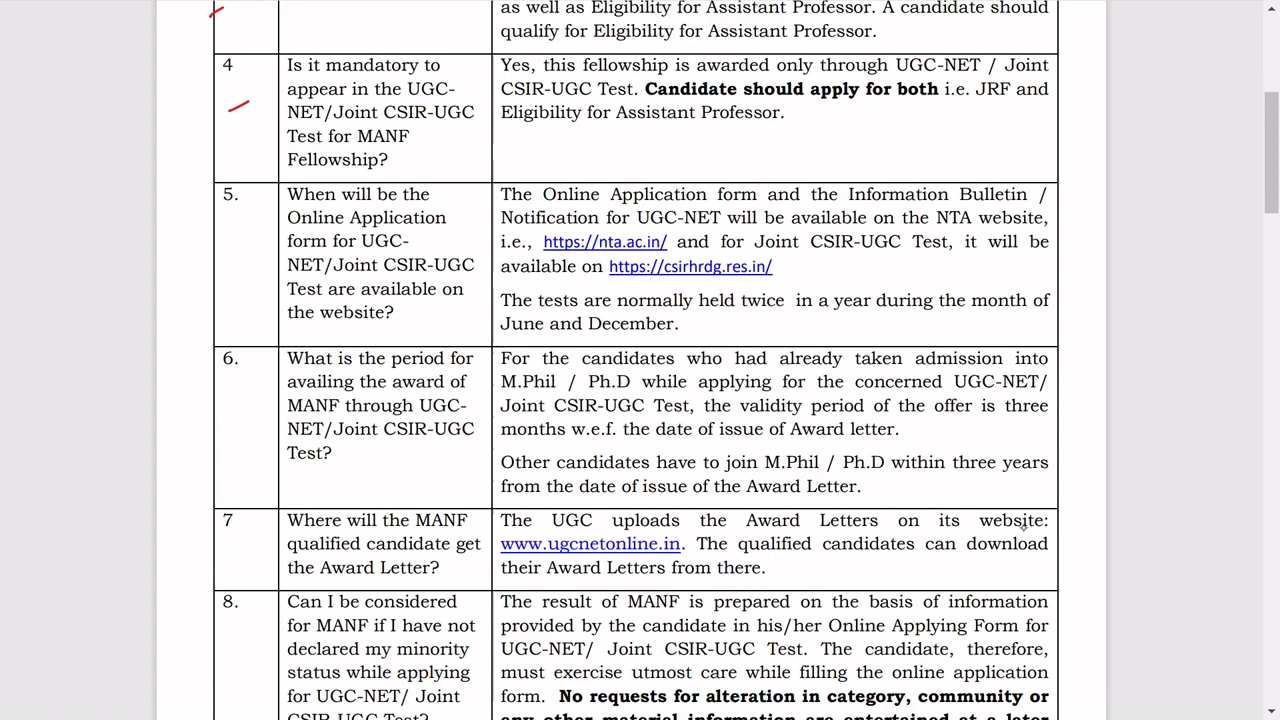 as well as Eligibility for Assistant Professor. A candidate should
qualify for Eligibility for Assistant Professor.
4
Is it mandatory to
appear in the UGC-
NET/Joint CSIR-UGC
Test for MANF
Fellowship?
Yes, this fellowship is awarded only through UGC-NET / Joint
CSIR-UGC Test. Candidate should apply for both i.e. JRF and
Eligibility for Assistant Professor.
5.
When will be the
Online Application
form for UGC-
NET/Joint CSIR-UGC
Test are available on
the website?
The Online Application form and the Information Bulletin /
Notification for UGC-NET will be available on the NTA website,
i.e., https://nta.ac.in/ and for Joint CSIR-UGC Test, it will be
available on https://csirhrdg.res.in/
The tests are normally held twice in a year during the month of
June and December.
6.
What is the period for
availing the award of
MANF through UGC-
NET/Joint CSIR-UGC
Test?
For the candidates who had already taken admission into
M.Phil / Ph.D while applying for the concerned UGC-NET/
Joint CSIR-UGC Test, the validity period of the offer is three
months w.e.f. the date of issue of Award letter.
Other candidates have to join M.Phil / Ph.D within three years
from the date of issue of the Award Letter.
7
Where will the MANF
qualified candidate get
the Award Letter?
The UGC uploads the Award Letters on its website:
www.ugcnetonline.in. The qualified candidates can download
their Award Letters from there.
8.
Can I be considered
for MANF if I have not
declared my minority
status while applying
for UGC-NET/ Joint
CSIR-UGC Test?
The result of MANF is prepared on the basis of information
provided by the candidate in his/her Online Applying Form for
UGC-NET/ Joint CSIR-UGC Test. The candidate, therefore,
must exercise utmost care while filling the online application
form. No requests for alteration in category, community or
any other material information are entertained at a later